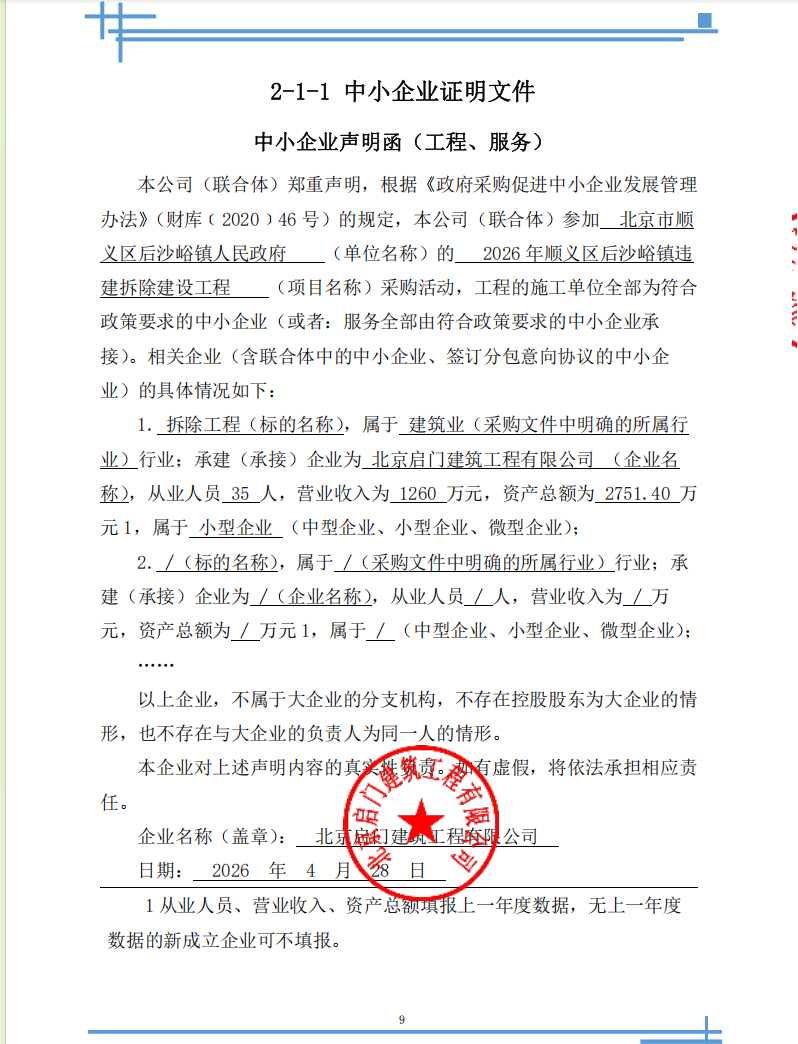 2-1-1 中小企业证明文件
中小企业声明函（工程、服务）
本公司（联合体）郑重声明，根据《政府采购促进中小企业发展管理
办法》（财库﹝2020﹞46 号）的规定，本公司（联合体）参加 北京市顺
义区后沙峪镇人民政府 （单位名称）的 2026 年顺义区后沙峪镇违
建拆除建设工程 （项目名称）采购活动，工程的施工单位全部为符合
政策要求的中小企业（或者：服务全部由符合政策要求的中小企业承
接）。相关企业（含联合体中的中小企业、签订分包意向协议的中小企
业）的具体情况如下：
1. 拆除工程（标的名称），属于 建筑业（采购文件中明确的所属行
业）行业；承建（承接）企业为 北京启门建筑工程有限公司 （企业名
称），从业人员 35 人，营业收入为 1260 万元，资产总额为 2751.40 万
元 1，属于 小型企业 （中型企业、小型企业、微型企业）；
2. /（标的名称），属于 /（采购文件中明确的所属行业）行业；承
建（承接）企业为 /（企业名称），从业人员 / 人，营业收入为 / 万
元，资产总额为 / 万元 1，属于 / （中型企业、小型企业、微型企业）；
……
以上企业，不属于大企业的分支机构，不存在控股股东为大企业的情
形，也不存在与大企业的负责人为同一人的情形。
本企业对上述声明内容的真实性负责。如有虚假，将依法承担相应责
任。
企业名称（盖章）： 北京启门建筑工程有限公司
日期： 2026 年 4 月 28 日
北京启门建筑工程有限公司
1 从业人员、营业收入、资产总额填报上一年度数据，无上一年度
数据的新成立企业可不填报。
9